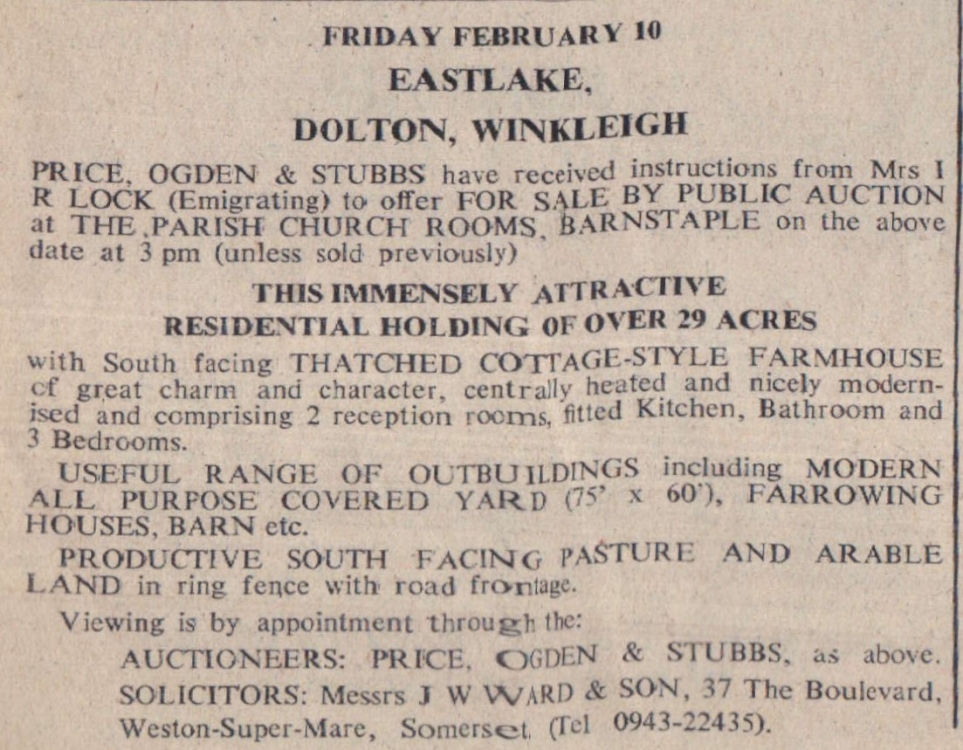 FRIDAY FEBRUARY 10
EASTLAKE,
DOLTON, WINKLEIGH
PRICE, OGDEN & STUBBS have received instructions from Mrs I
R LOCK (Emigrating) to offer FOR SALE BY PUBLIC AUCTION
at THE PARISH CHURCH ROOMS, BARNSTAPLE on the above
date at 3 pm (unless sold previously)
THIS IMMENSELY ATTRACTIVE
RESIDENTIAL HOLDING OF OVER 29 ACRES
with South facing THATCHED COTTAGE-STYLE FARMHOUSE
of great charm and character, centrally heated and nicely modern-
ised and comprising 2 reception rooms, fitted Kitchen, Bathroom and
3 Bedrooms.
USEFUL RANGE OF OUTBUILDINGS including MODERN
ALL PURPOSE COVERED YARD (75' x 60'), FARROWING
HOUSES, BARN etc.
PRODUCTIVE SOUTH FACING PASTURE AND ARABLE
LAND in ring fence with road frontage.
Viewing is by appointment through the:
AUCTIONEERS: PRICE, OGDEN & STUBBS, as above.
SOLICITORS: Messrs J W WARD & SON, 37 The Boulevard,
Weston-Super-Mare, Somerset, (Tel 0943-22435).